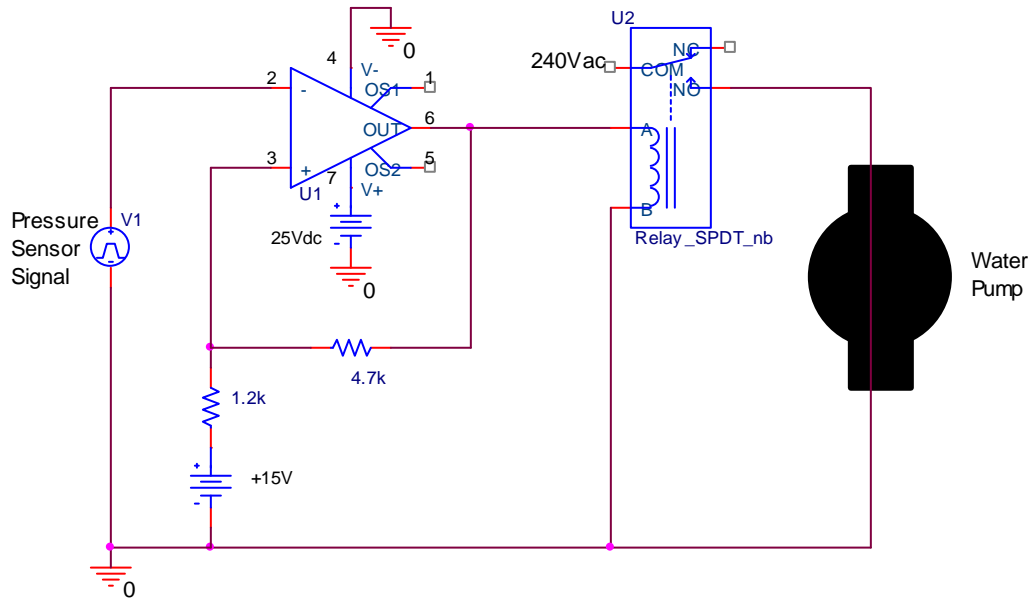 U2
0
4
V-
NC
240Vac
COM
2
-
OS1
1
NO
OUT
6
A
3
+
OS2
5
7
U1
V+
B
Pressure
Sensor
Signal
V1
+
-
+
25Vdc
-
Relay_SPDT_nb
0
Water
Pump
4.7k
1.2k
+
+15V
-
0